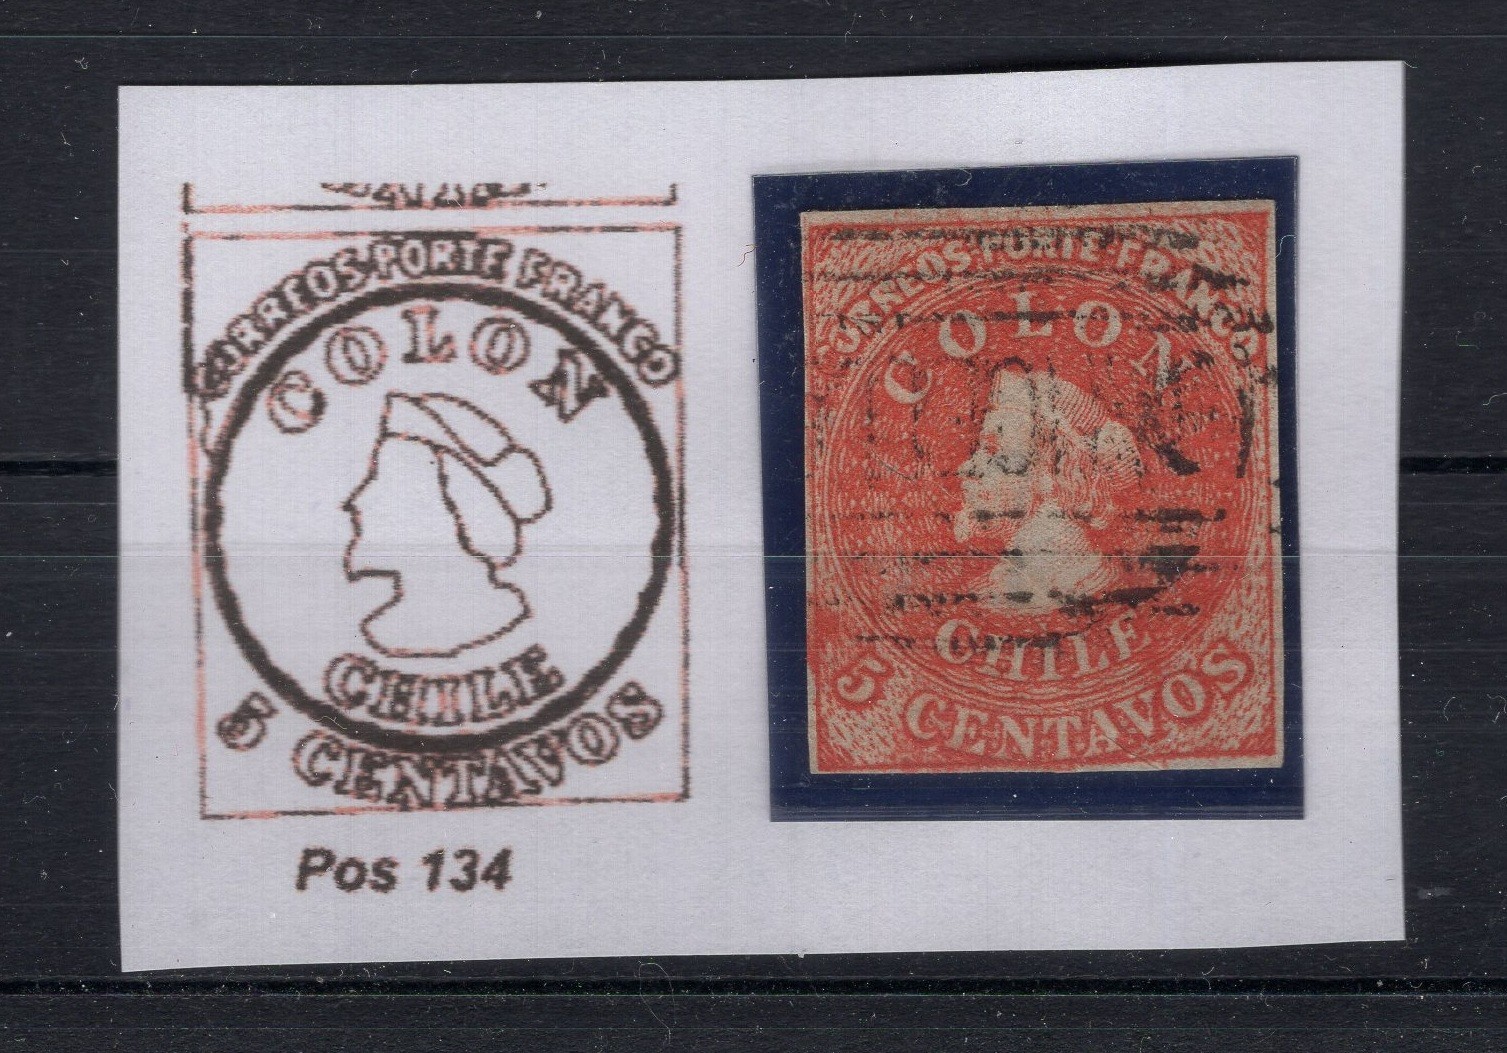 CORREOS·PORTE FRANCO
COLON
CHILE
5 CENTAVOS
Pos 134
CORREOS·PORTE·FRANCO
COLON
CHILE
5 CENTAVOS